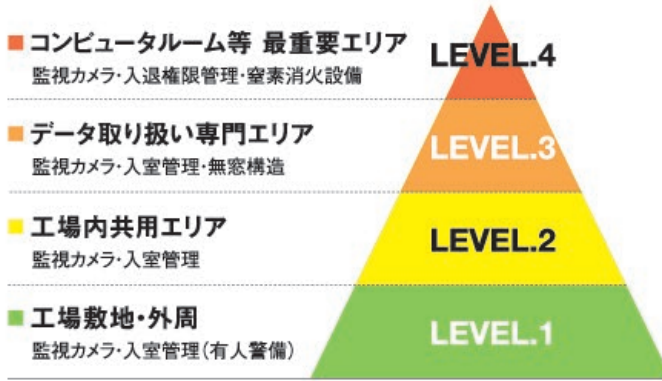 コンピュータルーム等 最重要エリア
LEVEL.4
監視カメラ・入退権限管理・窒素消火設備
データ取り扱い専門エリア
LEVEL.3
監視カメラ・入室管理・無窓構造
工場内共用エリア
LEVEL.2
監視カメラ・入室管理
工場敷地・外周
LEVEL.1
監視カメラ・入室管理(有人警備)